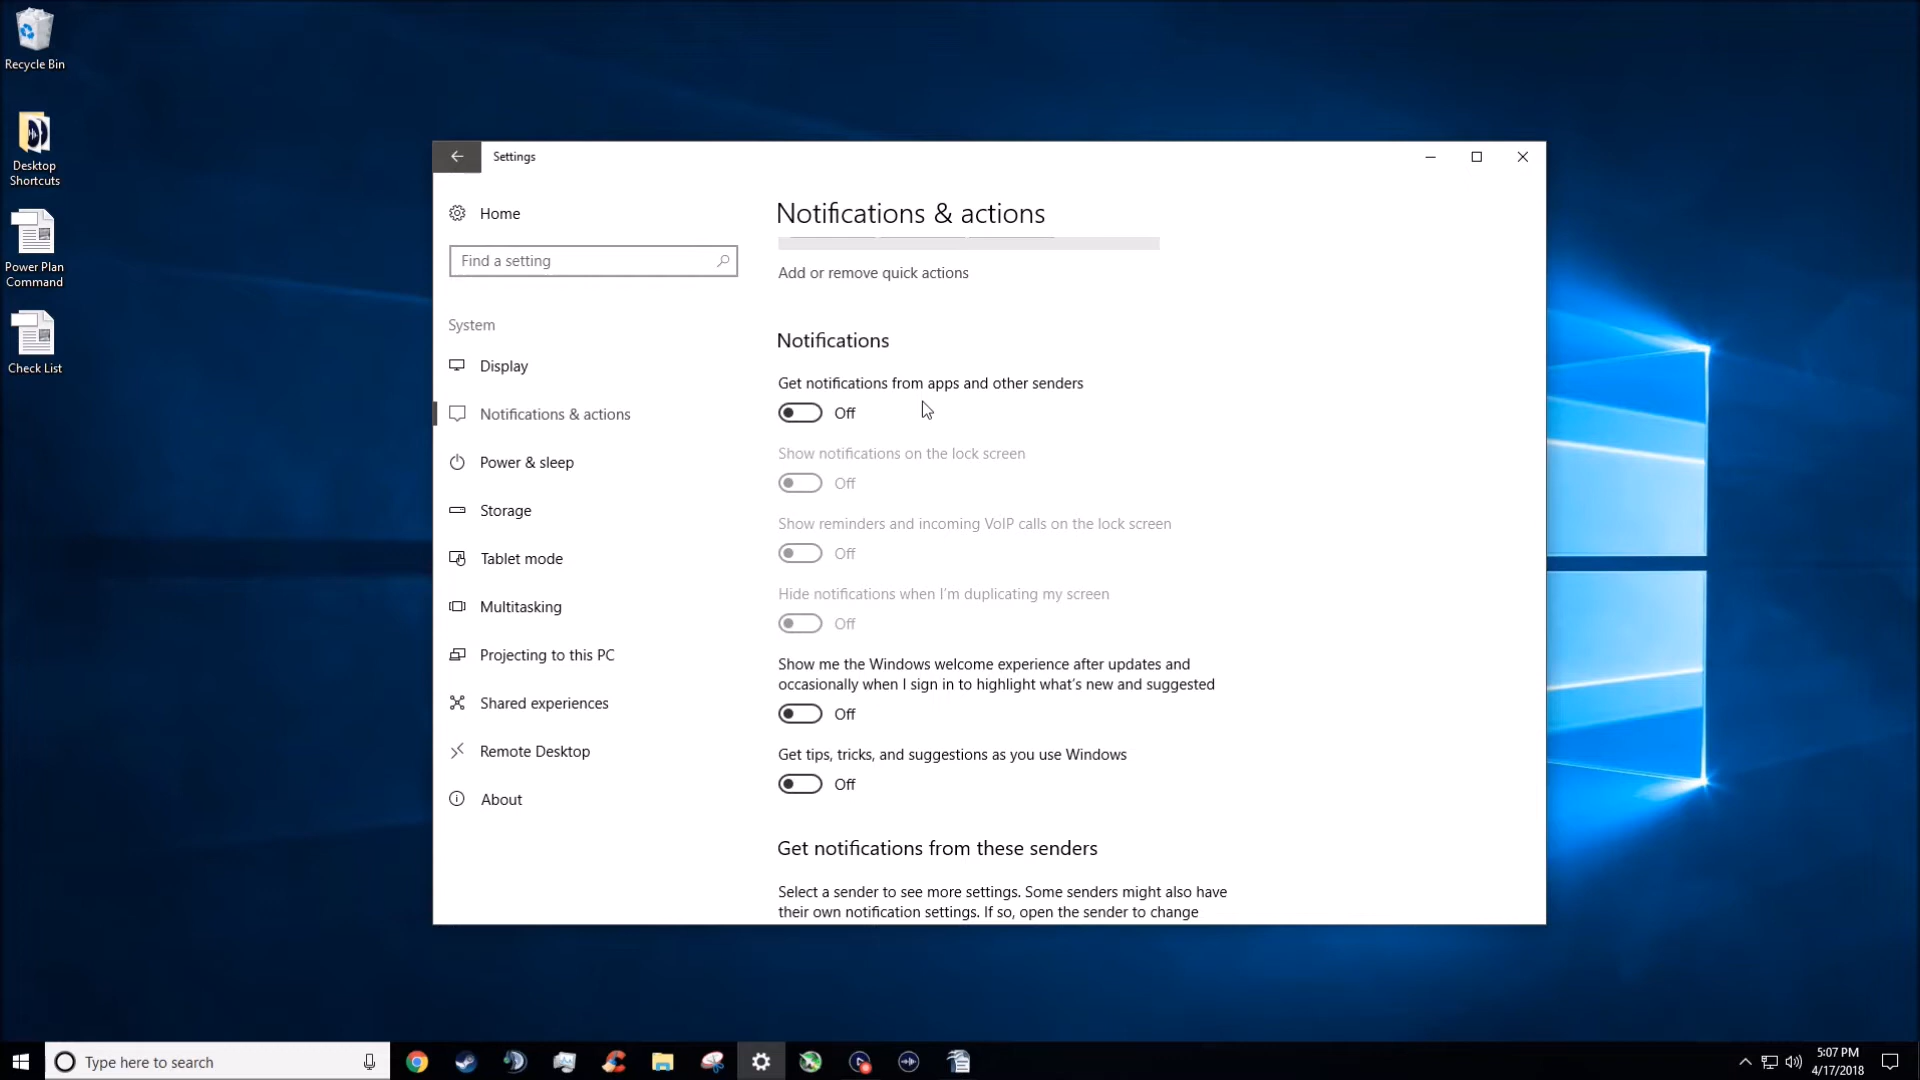 Recycle Bin
Desktop
Shortcuts
Power Plan
Command
Check List
Settings
Home
Find a setting
System
Display
Notifications & actions
Power & sleep
Storage
Tablet mode
Multitasking
Projecting to this PC
Shared experiences
Remote Desktop
About
Notifications & actions
Add or remove quick actions
Notifications
Get notifications from apps and other senders
Off
Show notifications on the lock screen
Off
Show reminders and incoming VoIP calls on the lock screen
Off
Hide notifications when I'm duplicating my screen
Off
Show me the Windows welcome experience after updates and
occasionally when I sign in to highlight what's new and suggested
Off
Get tips, tricks, and suggestions as you use Windows
Off
Get notifications from these senders
Select a sender to see more settings. Some senders might also have
their own notification settings. If so, open the sender to change
Type here to search
5:07 PM
4/17/2018